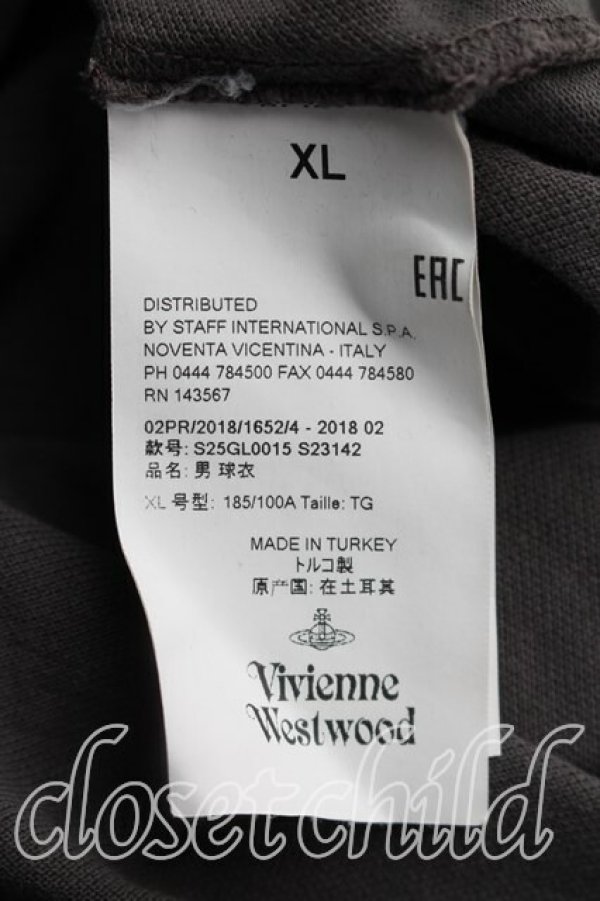 XL
EAC
DISTRIBUTED
BY STAFF INTERNATIONAL S.P.A.
NOVENTA VICENTINA - ITALY
PH 0444 784500 FAX 0444 784580
RN 143567
02PR/2018/1652/4 - 2018 02
款号: S25GL0015 S23142
品名: 男 球衣
XL 号型: 185/100A Taille: TG
MADE IN TURKEY
トルコ製
原产国: 在土耳其
Vivienne
Westwood
closet child